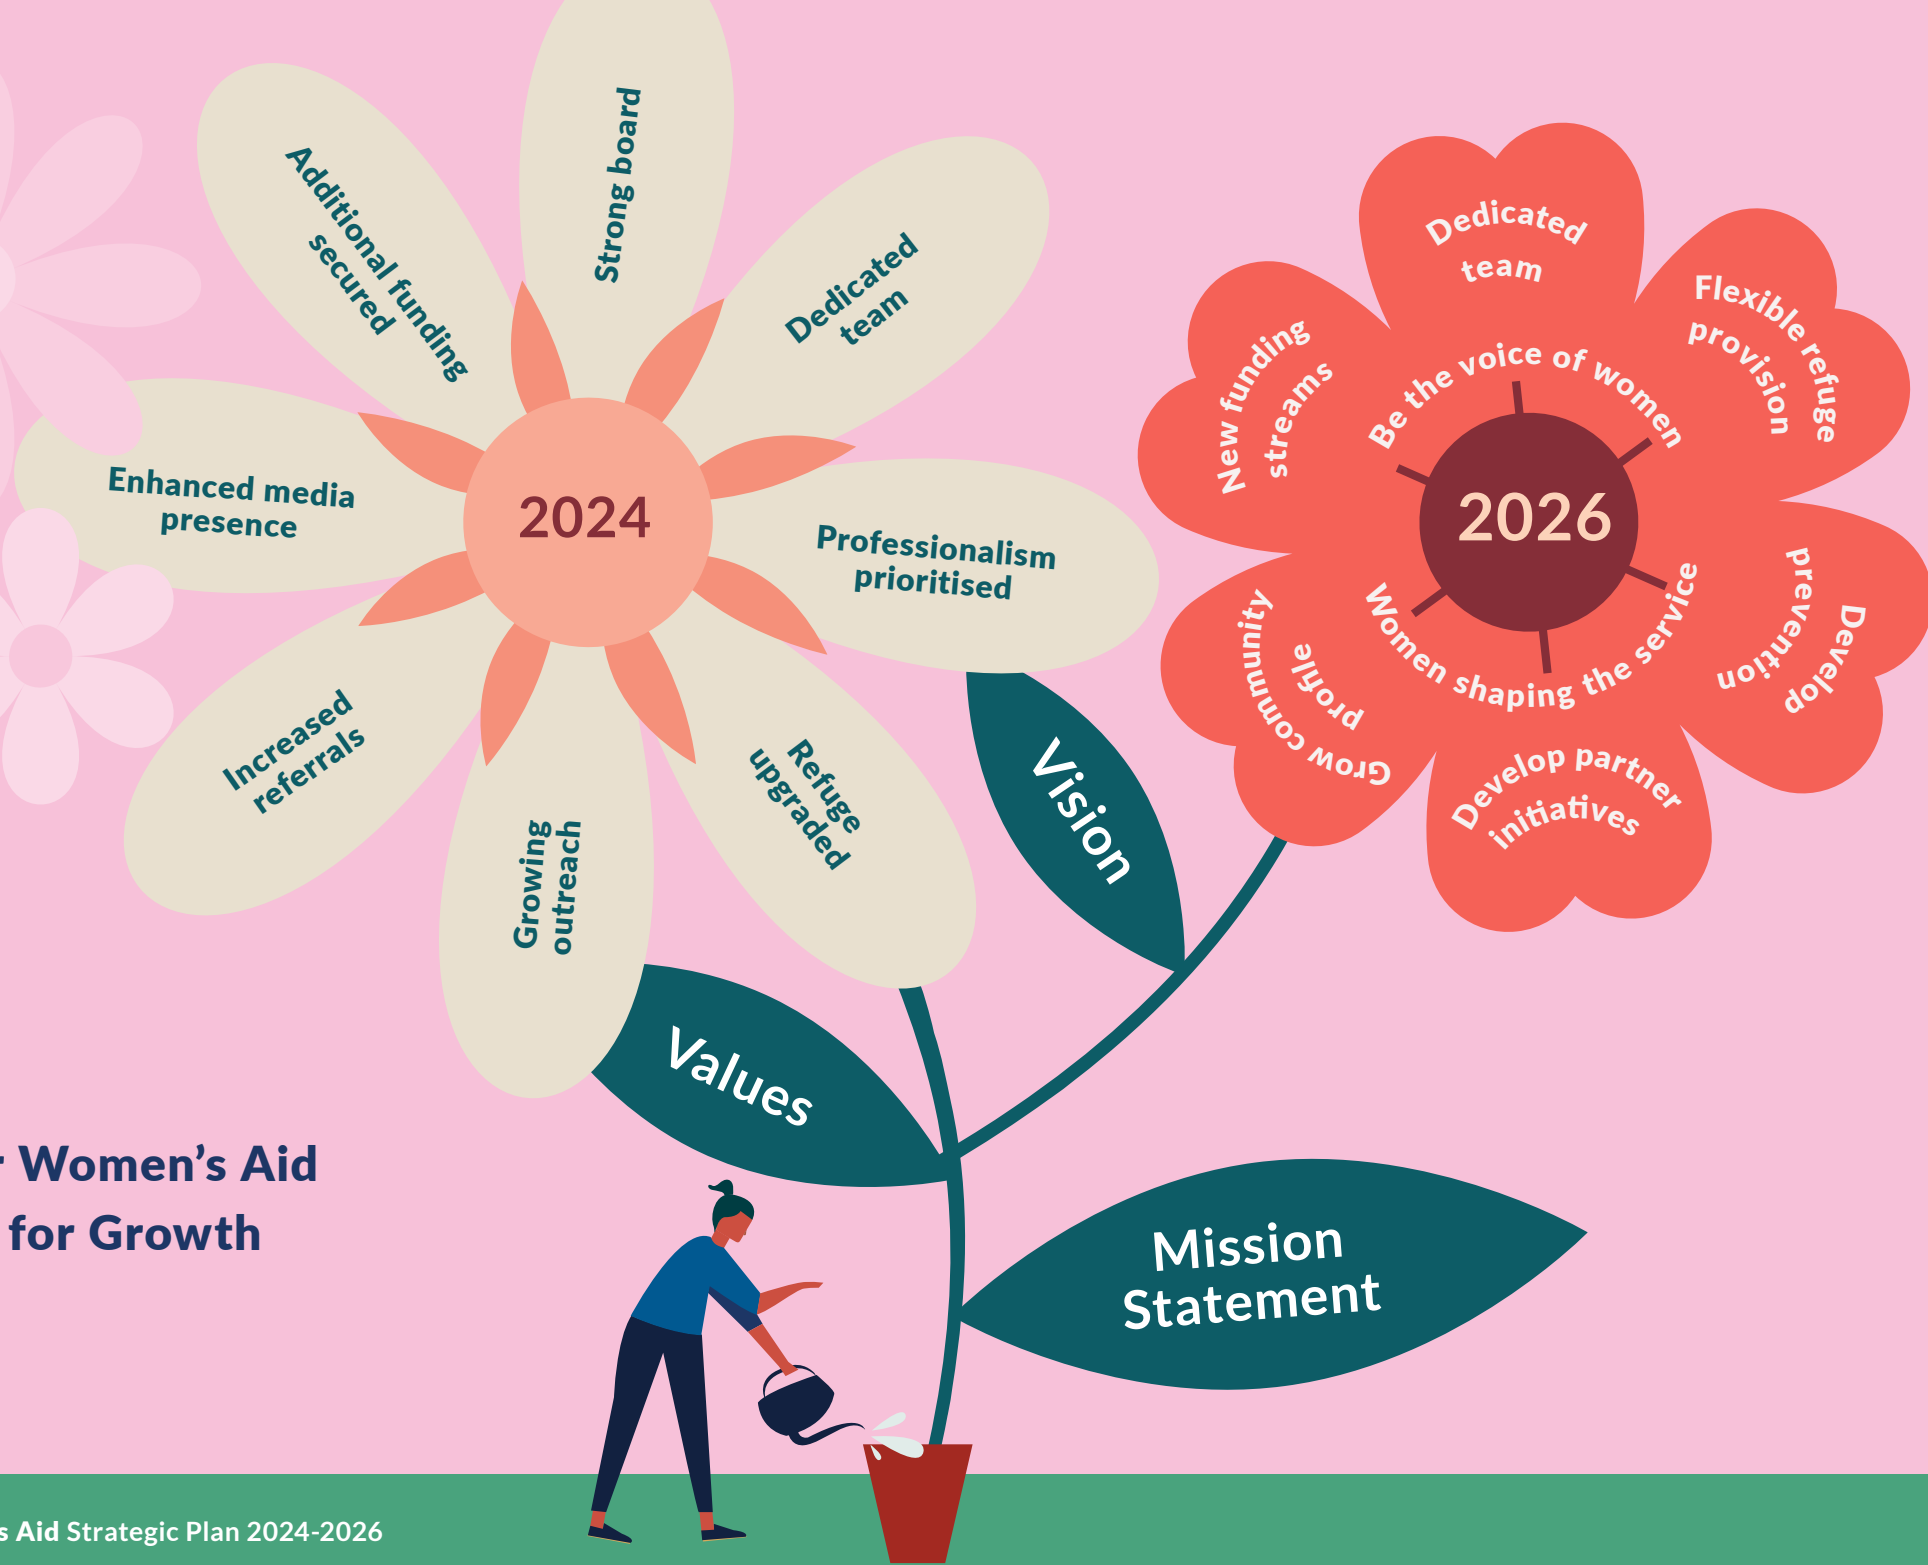 Strong board
Additional funding
secured
Dedicated
team
Enhanced media
presence
2024
Professionalism
prioritised
Increased
referrals
Growing
outreach
Refuge
upgraded
Dedicated
team
Flexible refuge
provision
New funding
streams
Be the voice of women
2026
Women shaping the service
Develop
prevention
Grow community
profile
Develop partner
initiatives
Vision
Values
Mission
Statement
Women’s Aid
for Growth
s Aid Strategic Plan 2024-2026